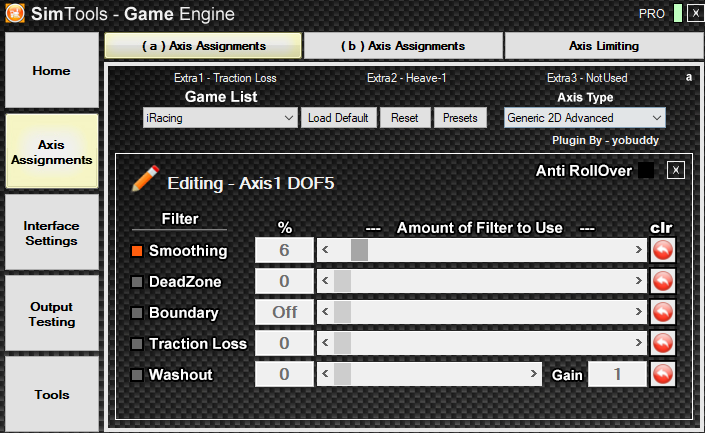 SimTools - Game Engine
PRO
X
Home
Axis
Assignments
Interface
Settings
Output
Testing
Tools
( a ) Axis Assignments
( b ) Axis Assignments
Axis Limiting
Extra1 - Traction Loss
Extra2 - Heave-1
Extra3 - NotUsed
a
Game List
Axis Type
iRacing
Load Default
Reset
Presets
Generic 2D Advanced
Plugin By - yobuddy
Editing - Axis1 DOF5
Anti RollOver
X
Filter
%
--- Amount of Filter to Use ---
clr
Smoothing 6
DeadZone 0
Boundary Off
Traction Loss 0
Washout 0 Gain 1